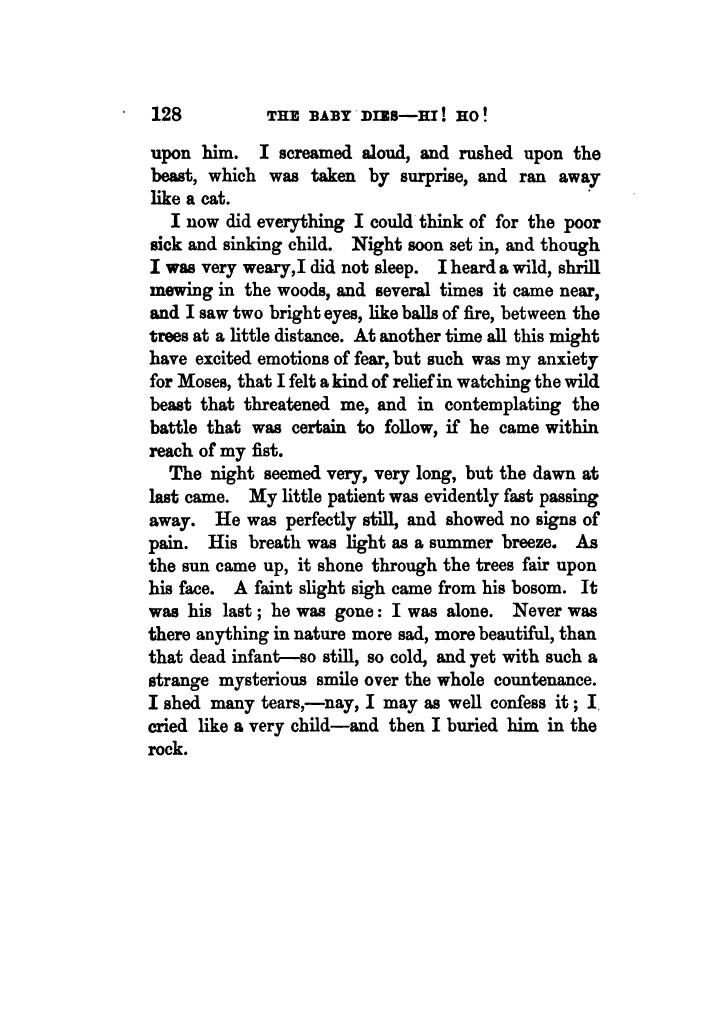 128 THE BABY DIES—HI! HO!
upon him. I screamed aloud, and rushed upon the
beast, which was taken by surprise, and ran away
like a cat.
I now did everything I could think of for the poor
sick and sinking child. Night soon set in, and though
I was very weary, I did not sleep. I heard a wild, shrill
mewing in the woods, and several times it came near,
and I saw two bright eyes, like balls of fire, between the
trees at a little distance. At another time all this might
have excited emotions of fear, but such was my anxiety
for Moses, that I felt a kind of relief in watching the wild
beast that threatened me, and in contemplating the
battle that was certain to follow, if he came within
reach of my fist.
The night seemed very, very long, but the dawn at
last came. My little patient was evidently fast passing
away. He was perfectly still, and showed no signs of
pain. His breath was light as a summer breeze. As
the sun came up, it shone through the trees fair upon
his face. A faint slight sigh came from his bosom. It
was his last; he was gone: I was alone. Never was
there anything in nature more sad, more beautiful, than
that dead infant—so still, so cold, and yet with such a
strange mysterious smile over the whole countenance.
I shed many tears,—nay, I may as well confess it; I
cried like a very child—and then I buried him in the
rock.